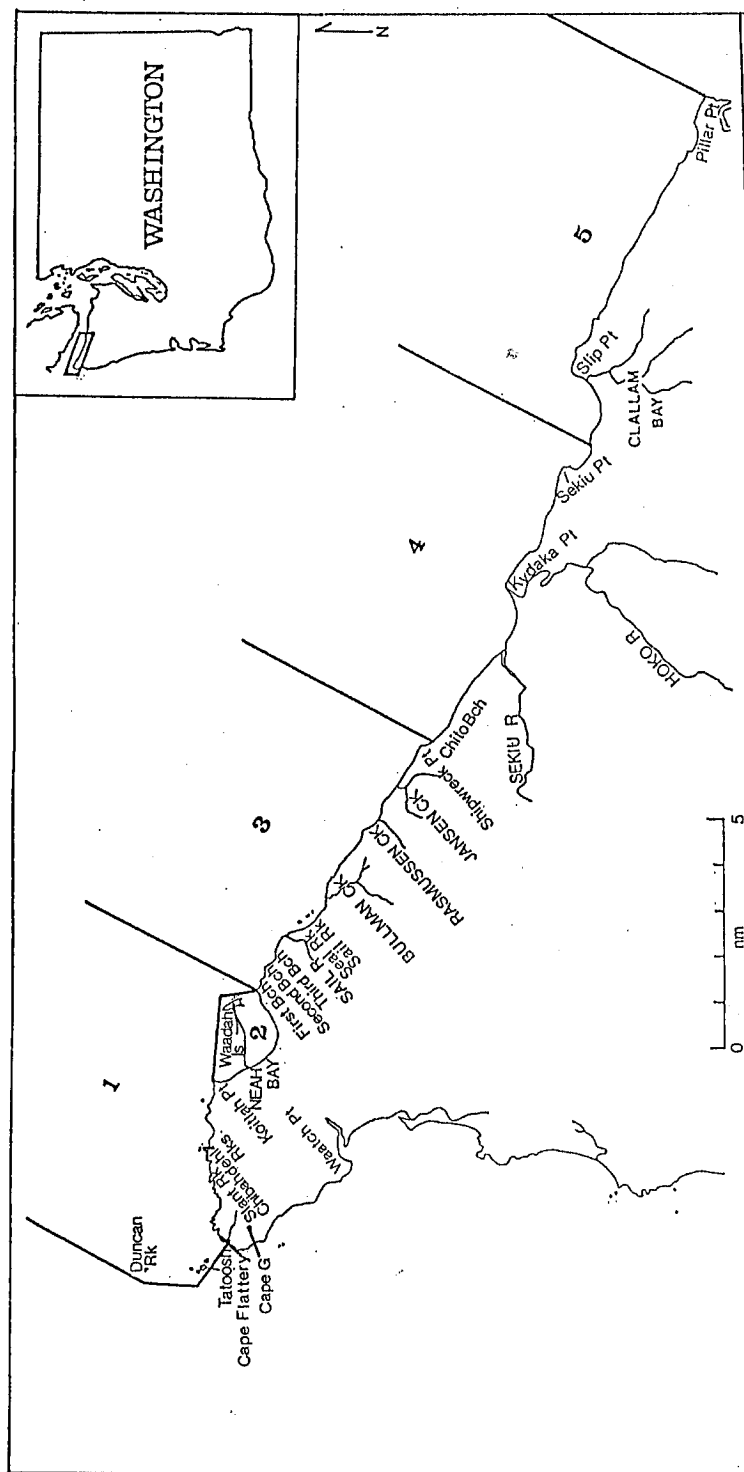 WASHINGTON
N
1
2
3
4
5
Duncan
Rk
Tatoosh
Cape Flattery
Cape G
Slant Rk
Chibahdehl
Rks.
Koitlah Pt
Waadah
Is
NEAH
BAY
Waatch Pt
First Bch
Second Bch
Third Bch
SAIL R
Seal Rk
Sail Rk
BULLMAN CK
RASMUSSEN CK
JANSEN CK
Shipwreck Pt
Chito Bch
SEKIU R
Kydaka Pt
HOKO R
Sekiu Pt
Slip Pt
CLALLAM
BAY
Pillar Pt
0
5
nm